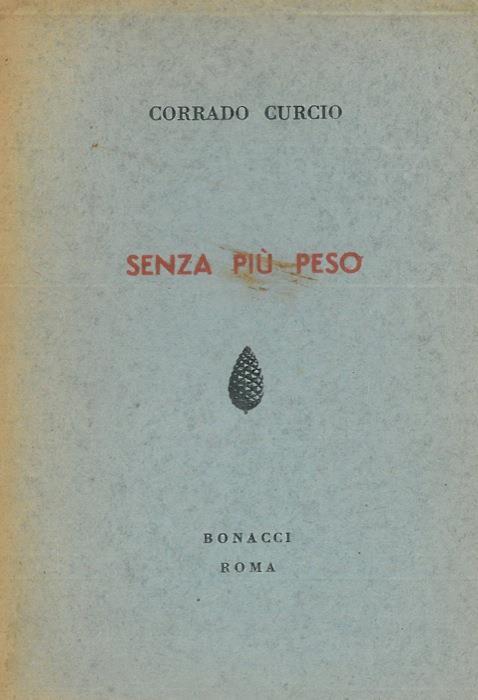 CORRADO CURCIO
SENZA PIÙ PESO
BONACCI
ROMA